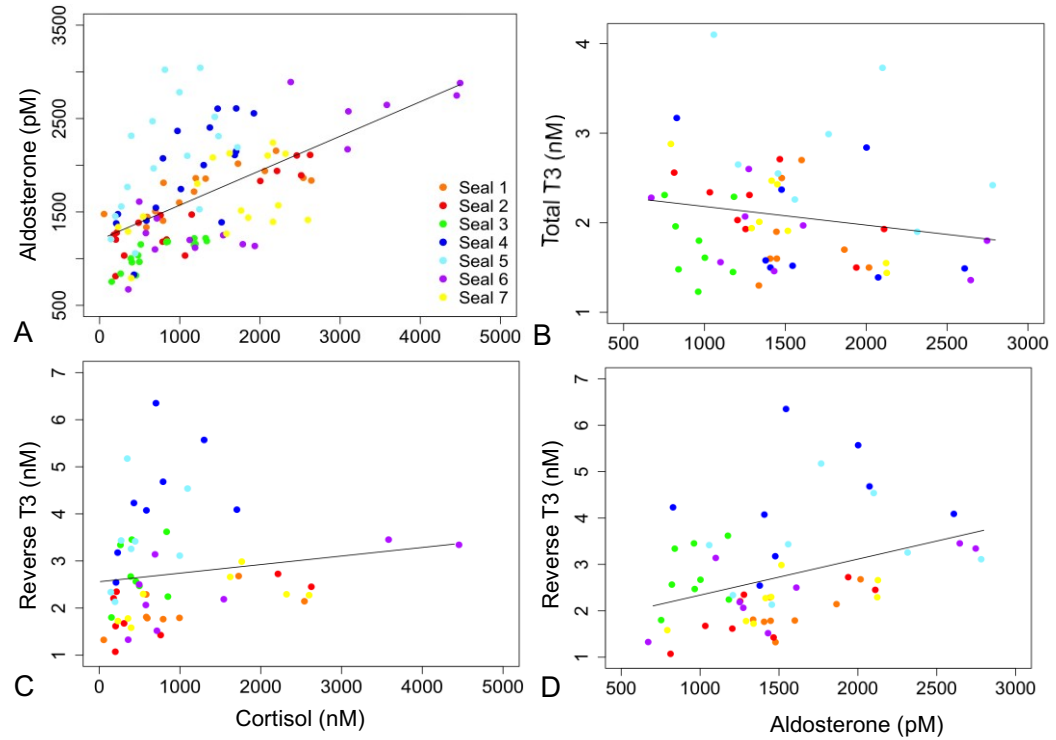 A
Aldosterone (pM)
3500
2500
1500
500
0 1000 2000 3000 4000 5000
Seal 1
Seal 2
Seal 3
Seal 4
Seal 5
Seal 6
Seal 7
B
Total T3 (nM)
4
3
2
1
500 1000 1500 2000 2500 3000
C
Reverse T3 (nM)
7
6
5
4
3
2
1
0 1000 2000 3000 4000 5000
Cortisol (nM)
D
Reverse T3 (nM)
7
6
5
4
3
2
1
500 1000 1500 2000 2500 3000
Aldosterone (pM)